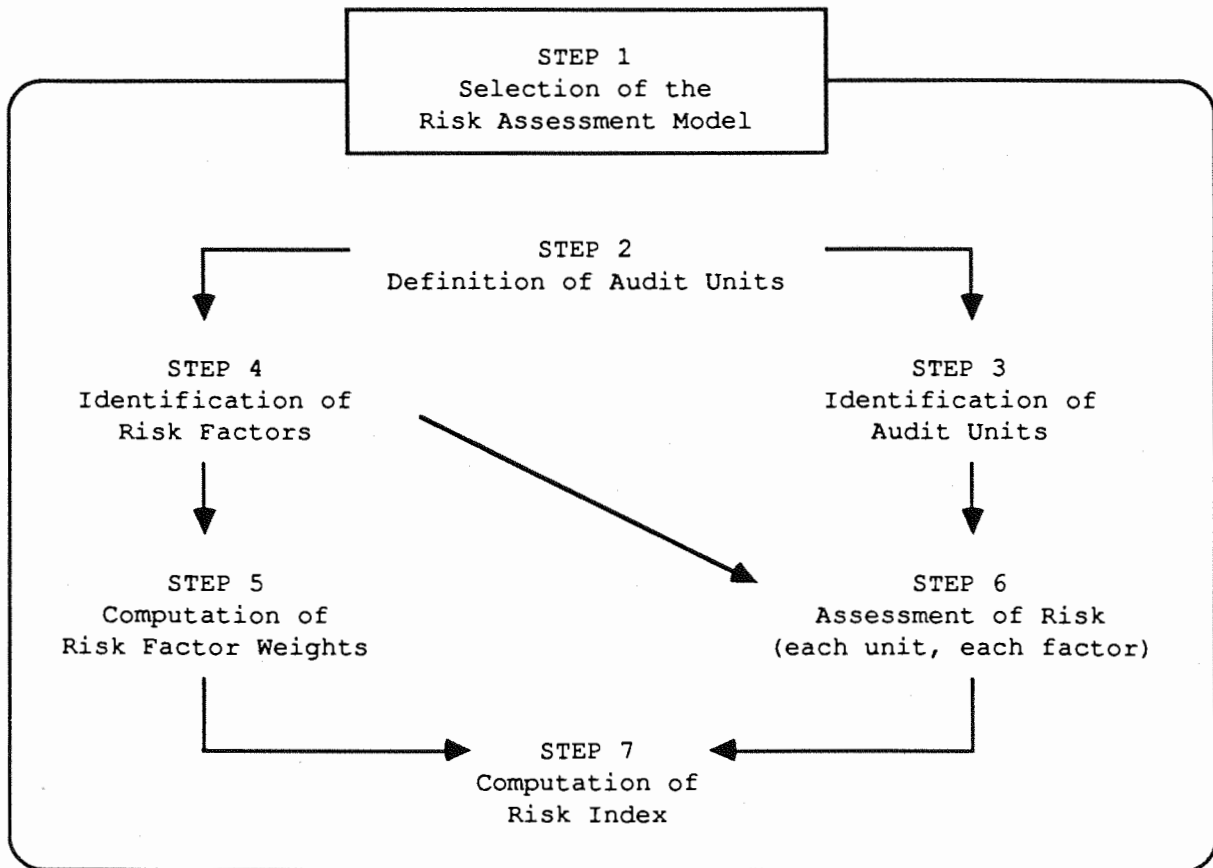 STEP 1
Selection of the
Risk Assessment Model
STEP 2
Definition of Audit Units
STEP 4
Identification of
Risk Factors
STEP 3
Identification of
Audit Units
STEP 5
Computation of
Risk Factor Weights
STEP 6
Assessment of Risk
(each unit, each factor)
STEP 7
Computation of
Risk Index